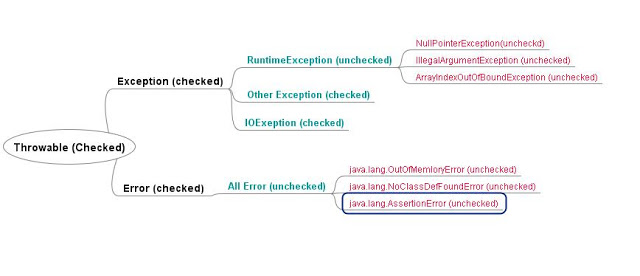 NullPointerException(uncheckd)
RuntimeException (unchecked)
IllegalArgumentException (unchecked)
ArrayIndexOutOfBoundException (unchecked)
Exception (checked)
Other Exception (checked)
IOExeption (checked)
Throwable (Checked)
java.lang.OutOfMemloryError (unchecked)
Error (checked)
All Error (unchecked)
java.lang.NoClassDefFoundError (unchecked)
java.lang.AssertionError (unchecked)